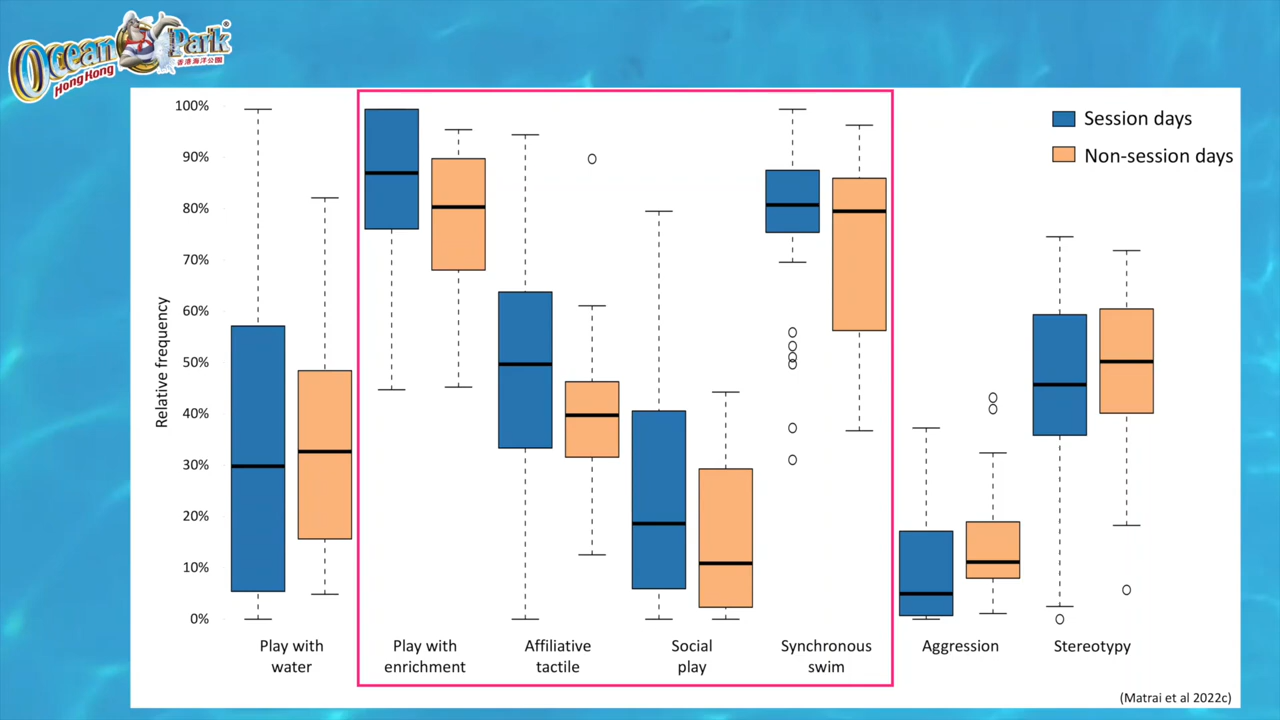 Ocean Park®
Hong Kong
香港海洋公園
Session days
Non-session days
Relative frequency
100%
90%
80%
70%
60%
50%
40%
30%
20%
10%
0%
Play with
water
Play with
enrichment
Affiliative
tactile
Social
play
Synchronous
swim
Aggression
Stereotypy
(Matrai et al 2022c)